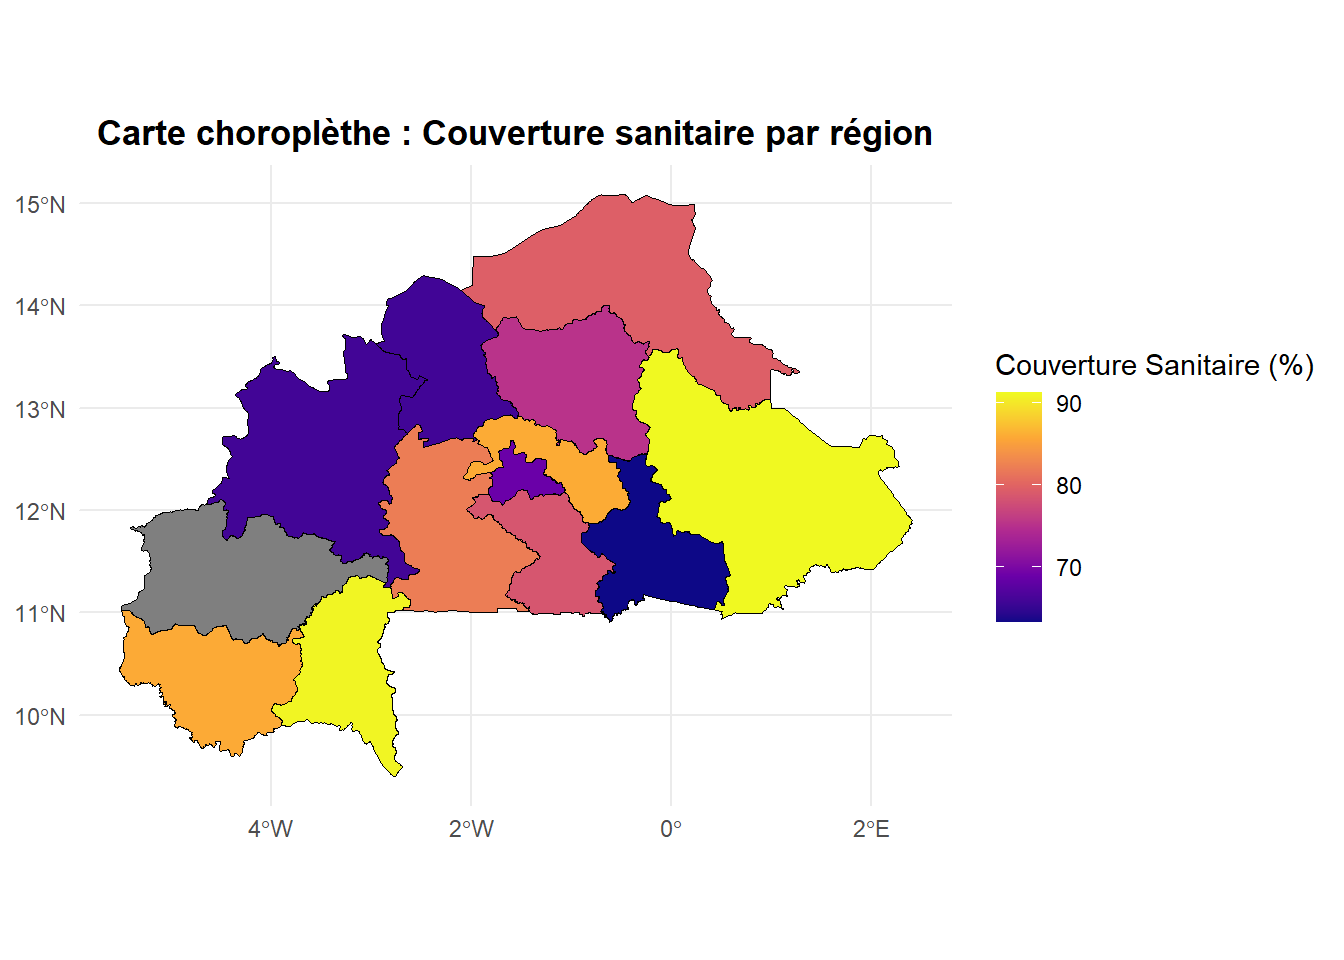 Carte choroplèthe : Couverture sanitaire par région
15°N
14°N
13°N
12°N
11°N
10°N
4°W
2°W
0°
2°E
Couverture Sanitaire (%)
90
80
70